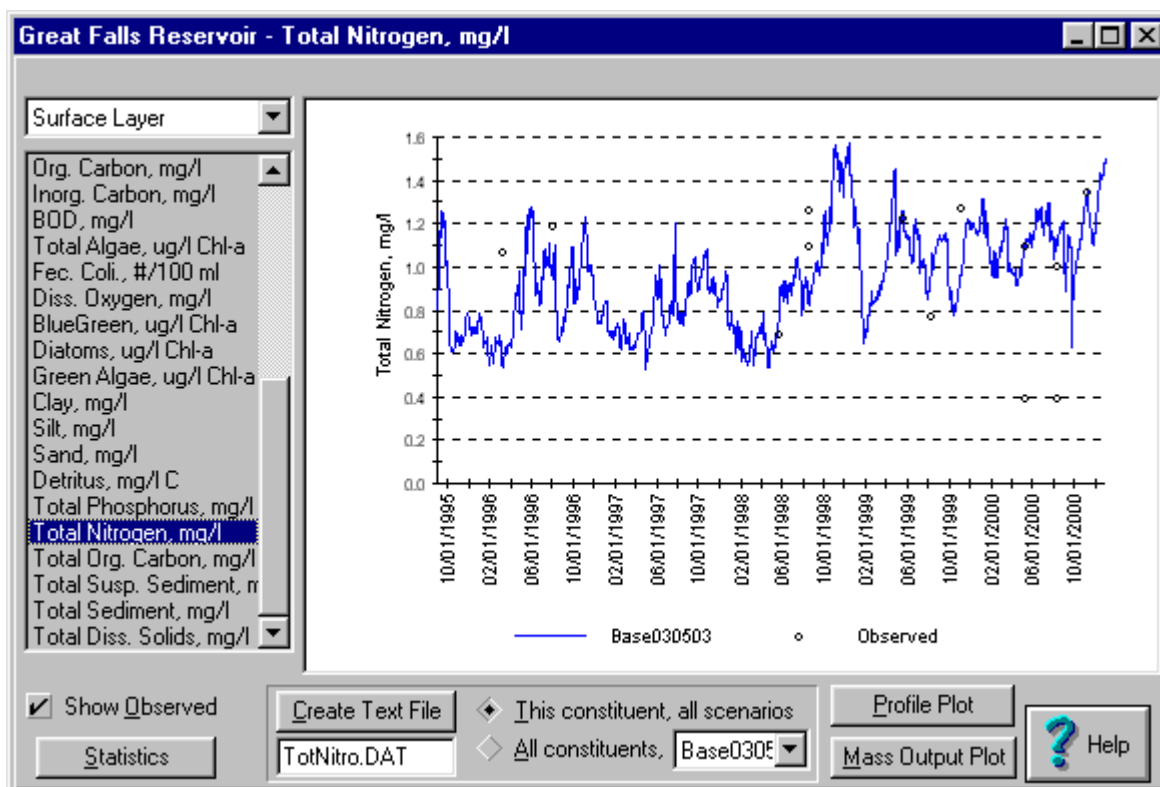 Great Falls Reservoir - Total Nitrogen, mg/l
Surface Layer
Org. Carbon, mg/l
Inorg. Carbon, mg/l
BOD, mg/l
Total Algae, ug/l Chl-a
Fec. Coli., #/100 ml
Diss. Oxygen, mg/l
BlueGreen, ug/l Chl-a
Diatoms, ug/l Chl-a
Green Algae, ug/l Chl-a
Clay, mg/l
Silt, mg/l
Sand, mg/l
Detritus, mg/l C
Total Phosphorus, mg/l
Total Nitrogen, mg/l
Total Org. Carbon, mg/l
Total Susp. Sediment, m
Total Sediment, mg/l
Total Diss. Solids, mg/l
Total Nitrogen, mg/l
1.6
1.4
1.2
1.0
0.8
0.6
0.4
0.2
0.0
10/01/1995
02/01/1996
06/01/1996
10/01/1996
02/01/1997
06/01/1997
10/01/1997
02/01/1998
06/01/1998
10/01/1998
02/01/1999
06/01/1999
10/01/1999
02/01/2000
06/01/2000
10/01/2000
Base030503
Observed
Show Observed
Statistics
Create Text File
TotNitro.DAT
This constituent, all scenarios
All constituents,
Base0305
Profile Plot
Mass Output Plot
Help